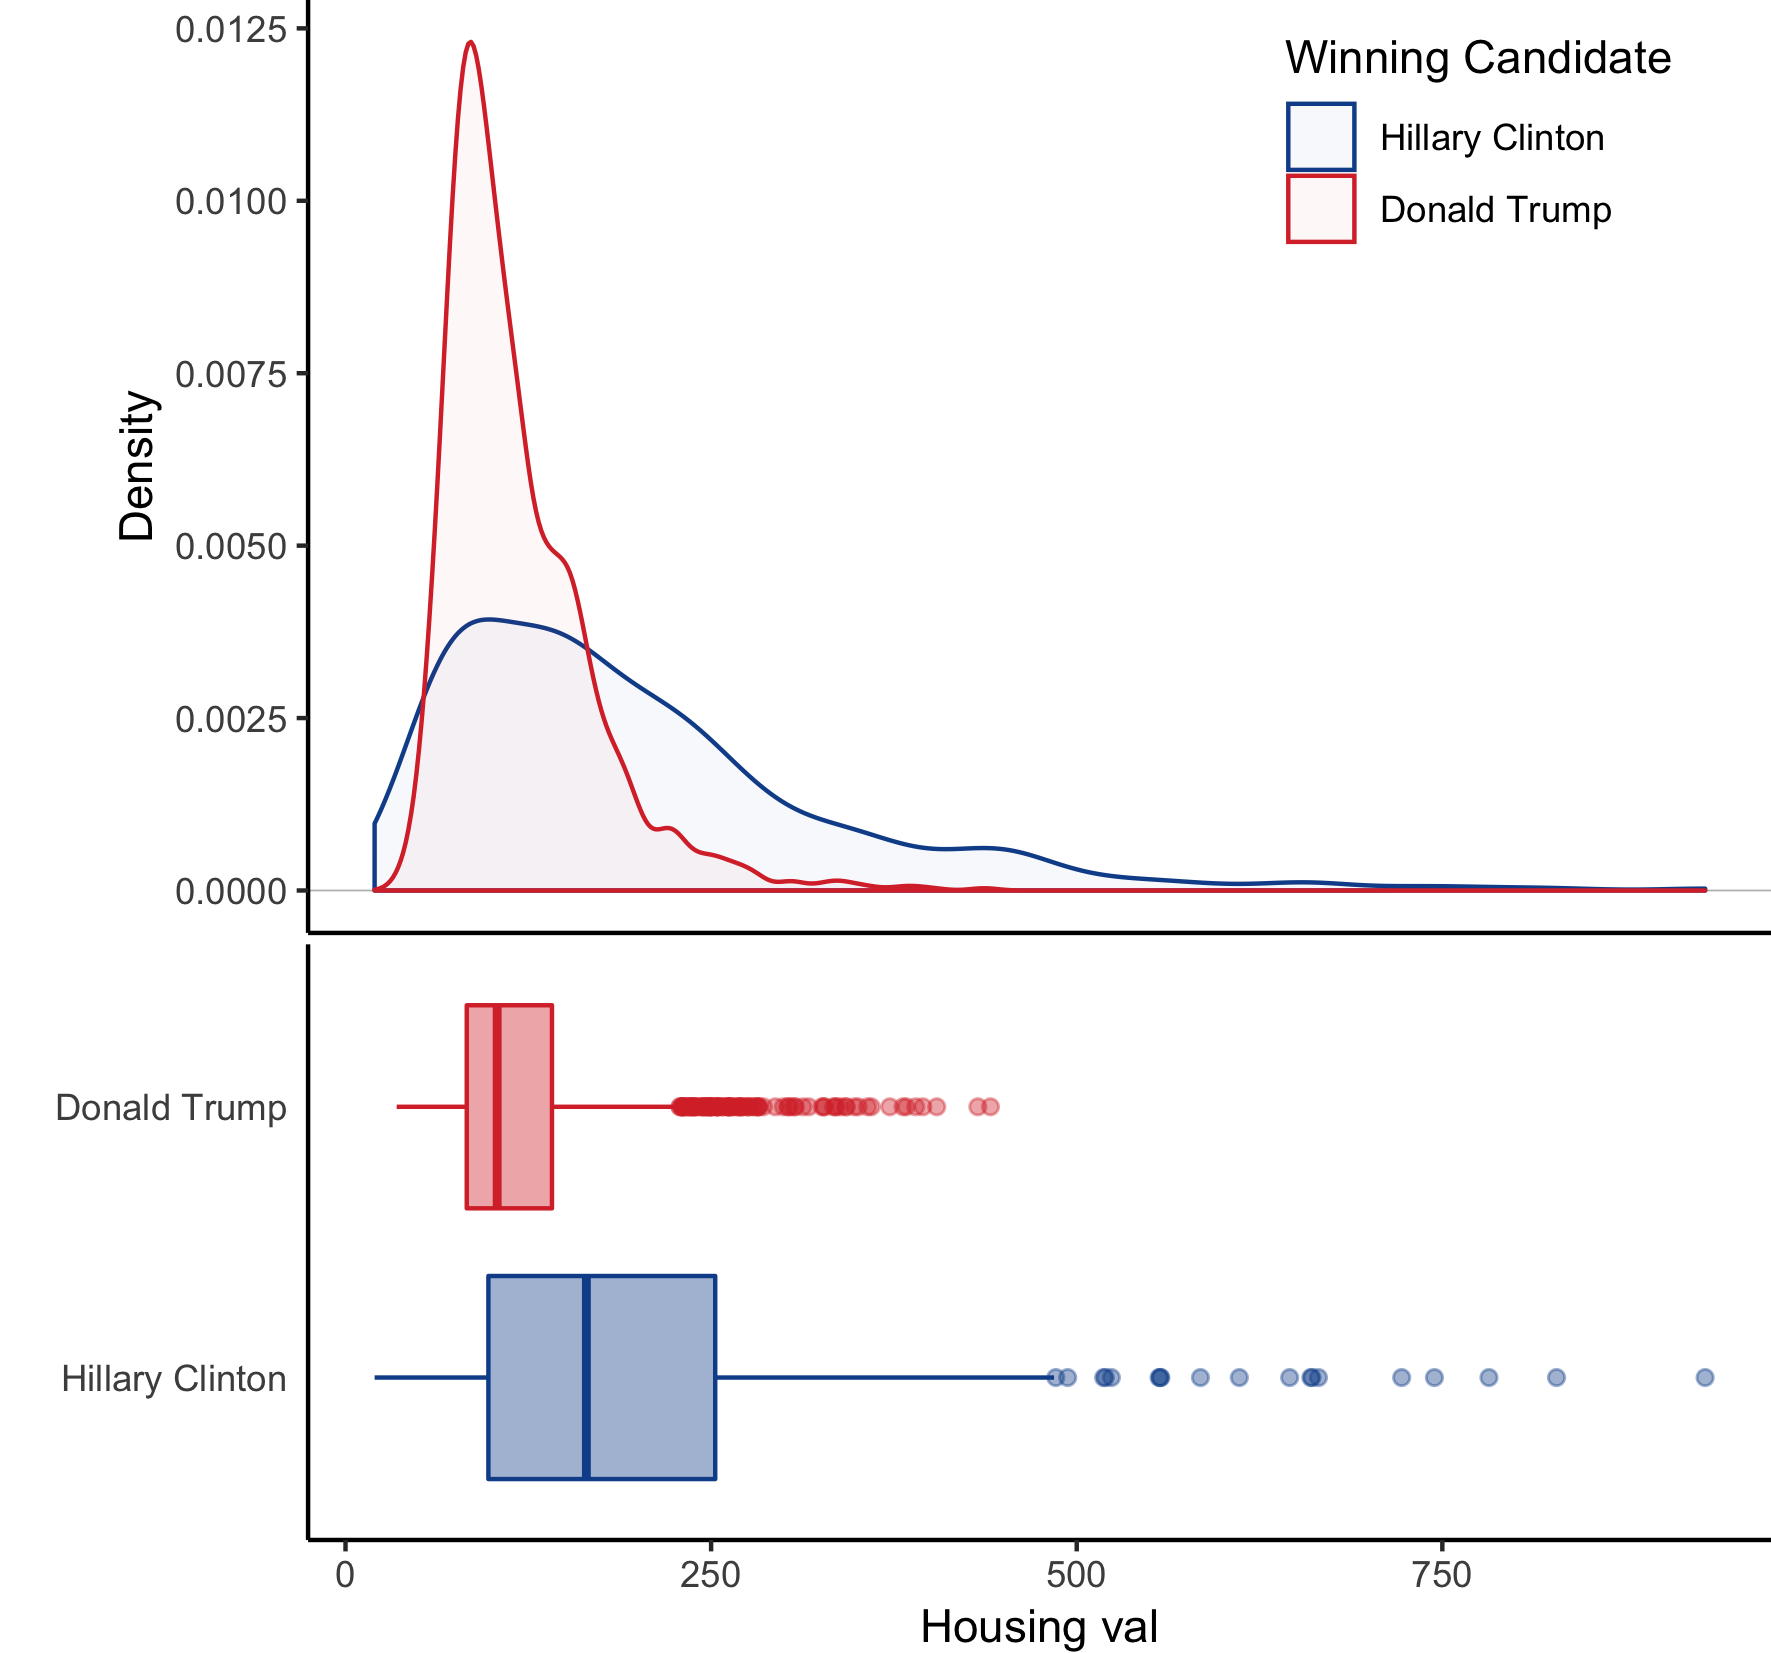 0.0125
0.0100
0.0075
0.0050
0.0025
0.0000
Density
Winning Candidate
Hillary Clinton
Donald Trump
Donald Trump
Hillary Clinton
0 250 500 750
Housing val